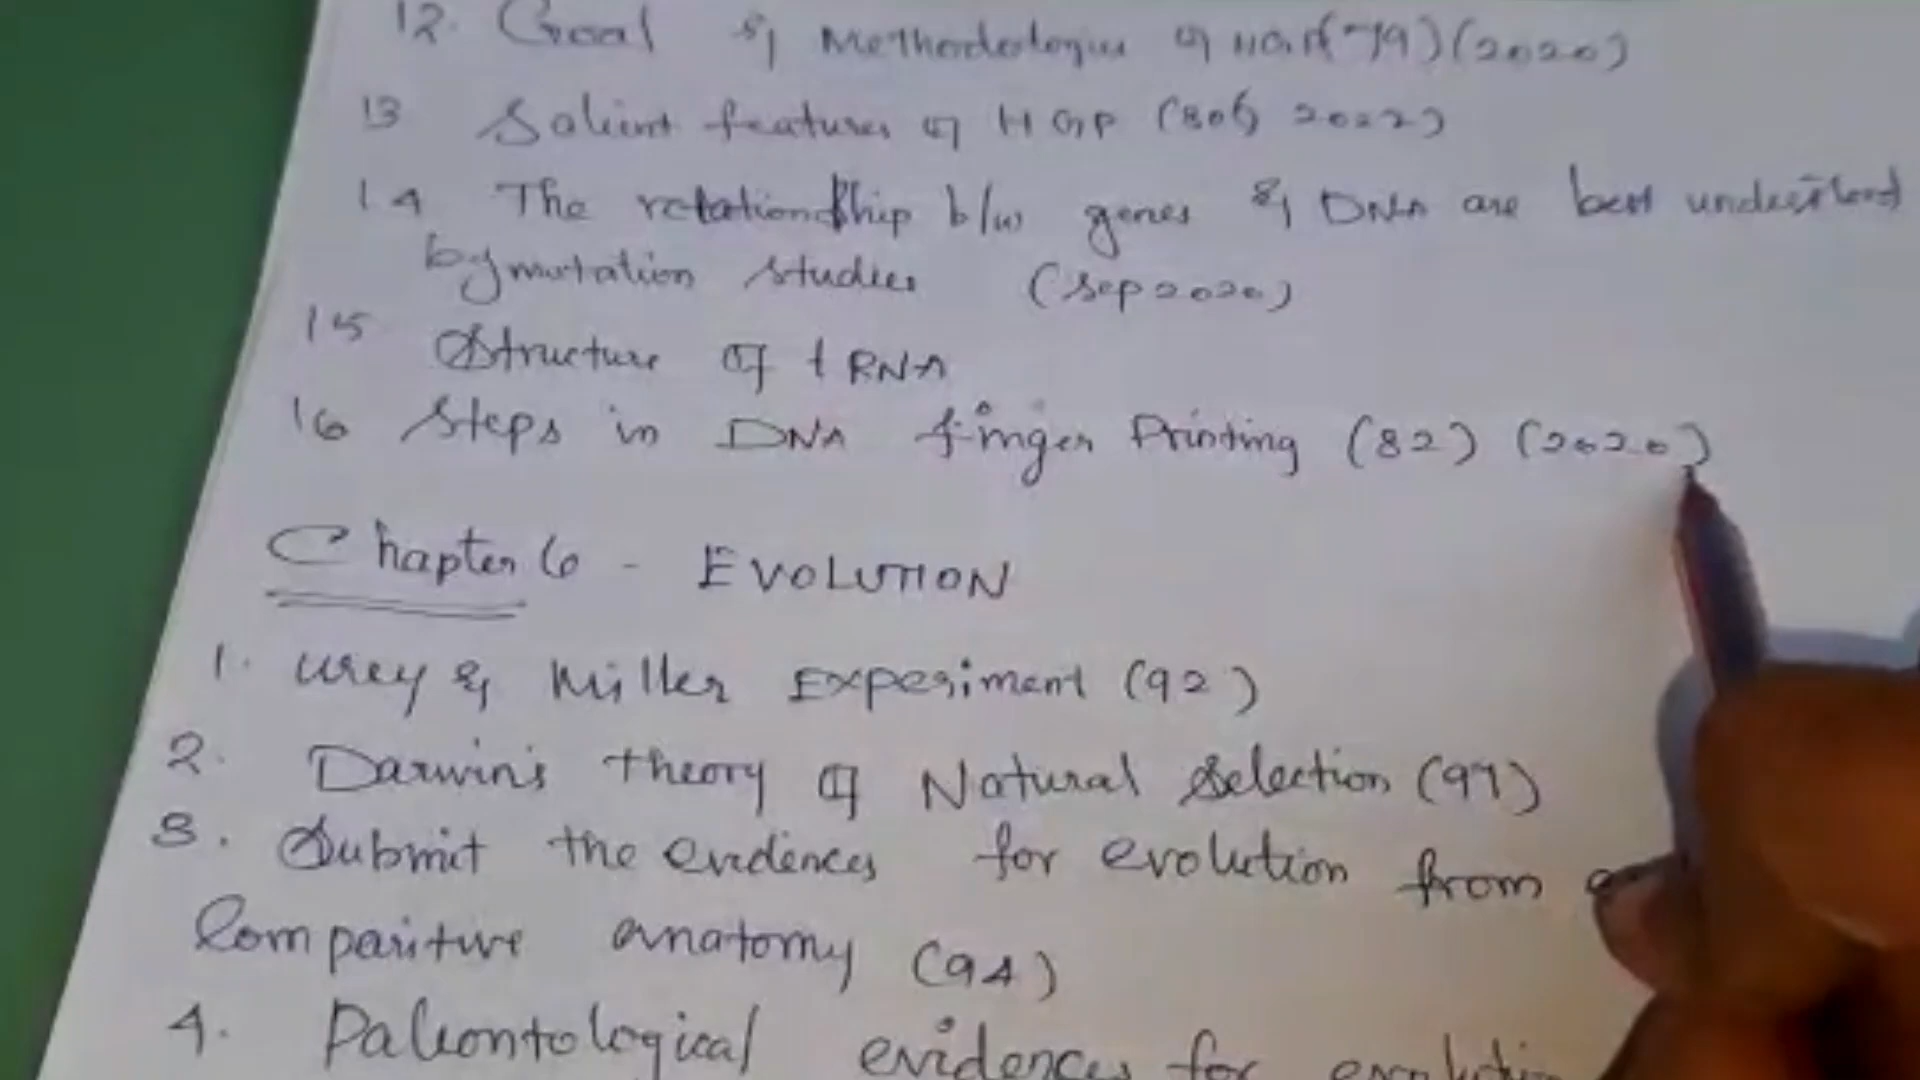 12. Goal & Methodologies of HGP(79)(2020)
13 Salient features of HGP (80) 2022)
14 The relationship b/w genes & DNA are best understood
by mutation studies (Sep 2020)
15 Structure of tRNA
16 Steps in DNA finger Printing (82) (2020)
Chapter 6 - EVOLUTION
1. Urey & Miller Experiment (92)
2. Darwin's theory of Natural Selection (97)
3. Submit the evidences for evolution from
Comparitive anatomy (94)
4. Paleontological evidences for evolution